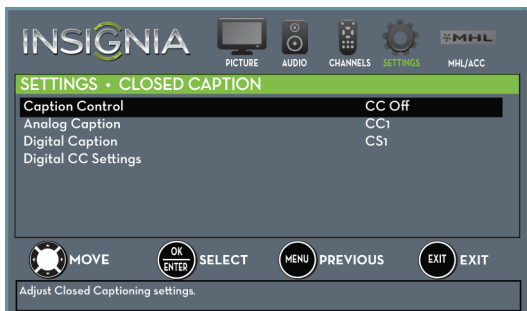 INSIGNIA
PICTURE AUDIO CHANNELS SETTINGS MHL/ACC
MHL
SETTINGS • CLOSED CAPTION
Caption Control CC Off
Analog Caption CC1
Digital Caption CS1
Digital CC Settings
MOVE OK ENTER SELECT MENU PREVIOUS EXIT EXIT
Adjust Closed Captioning settings.